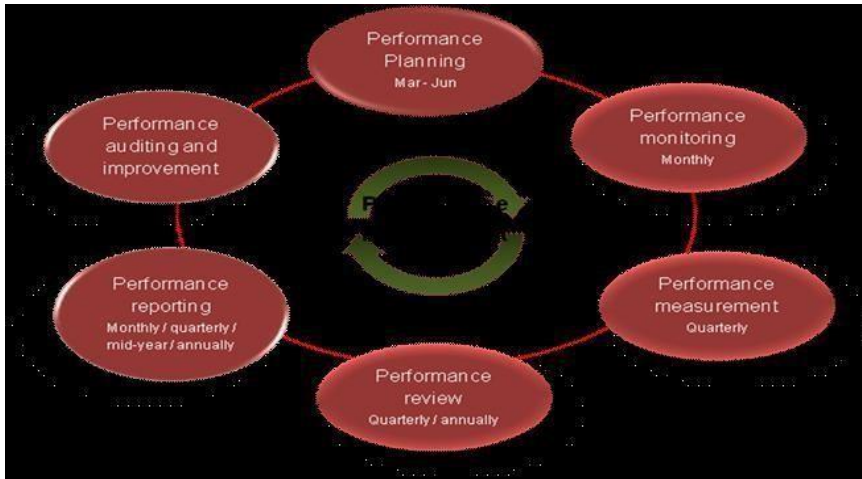 Performance
Planning
Mar- Jun
Performance
monitoring
Monthly
Performance
measurement
Quarterly
Performance
review
Quarterly / annually
Performance
reporting
Monthly / quarterly /
mid-year / annually
Performance
auditing and
improvement